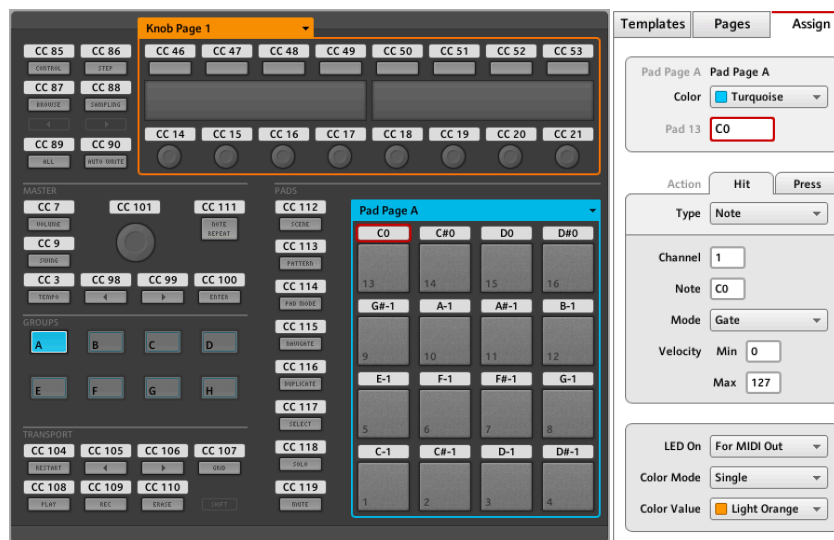 Templates Pages Assign
Knob Page 1
CC 85 CC 86 CC 46 CC 47 CC 48 CC 49 CC 50 CC 51 CC 52 CC 53
CONTROL STEP
CC 87 CC 88
BROWSE SAMPLING
CC 89 CC 90 CC 14 CC 15 CC 16 CC 17 CC 18 CC 19 CC 20 CC 21
ALL AUTO WRITE
MASTER
CC 7 CC 101 CC 111
VOLUME NOTE
REPEAT
CC 9
SWING
CC 3 CC 98 CC 99 CC 100
TEMPO ENTER
GROUPS
A B C D
E F G H
TRANSPORT
CC 104 CC 105 CC 106 CC 107
RESTART GRID
CC 108 CC 109 CC 110
PLAY REC ERASE SHIFT
PADS
CC 112
SCENE
CC 113
PATTERN
CC 114
PAD MODE
CC 115
NAVIGATE
CC 116
DUPLICATE
CC 117
SELECT
CC 118
SOLO
CC 119
MUTE
Pad Page A
C0 C#0 D0 D#0
13 14 15 16
G#-1 A-1 A#-1 B-1
9 10 11 12
E-1 F-1 F#-1 G-1
5 6 7 8
C-1 C#-1 D-1 D#-1
1 2 3 4
Pad Page A Pad Page A
Color Turquoise
Pad 13 C0
Action Hit Press
Type Note
Channel 1
Note C0
Mode Gate
Velocity Min 0
Max 127
LED On For MIDI Out
Color Mode Single
Color Value Light Orange